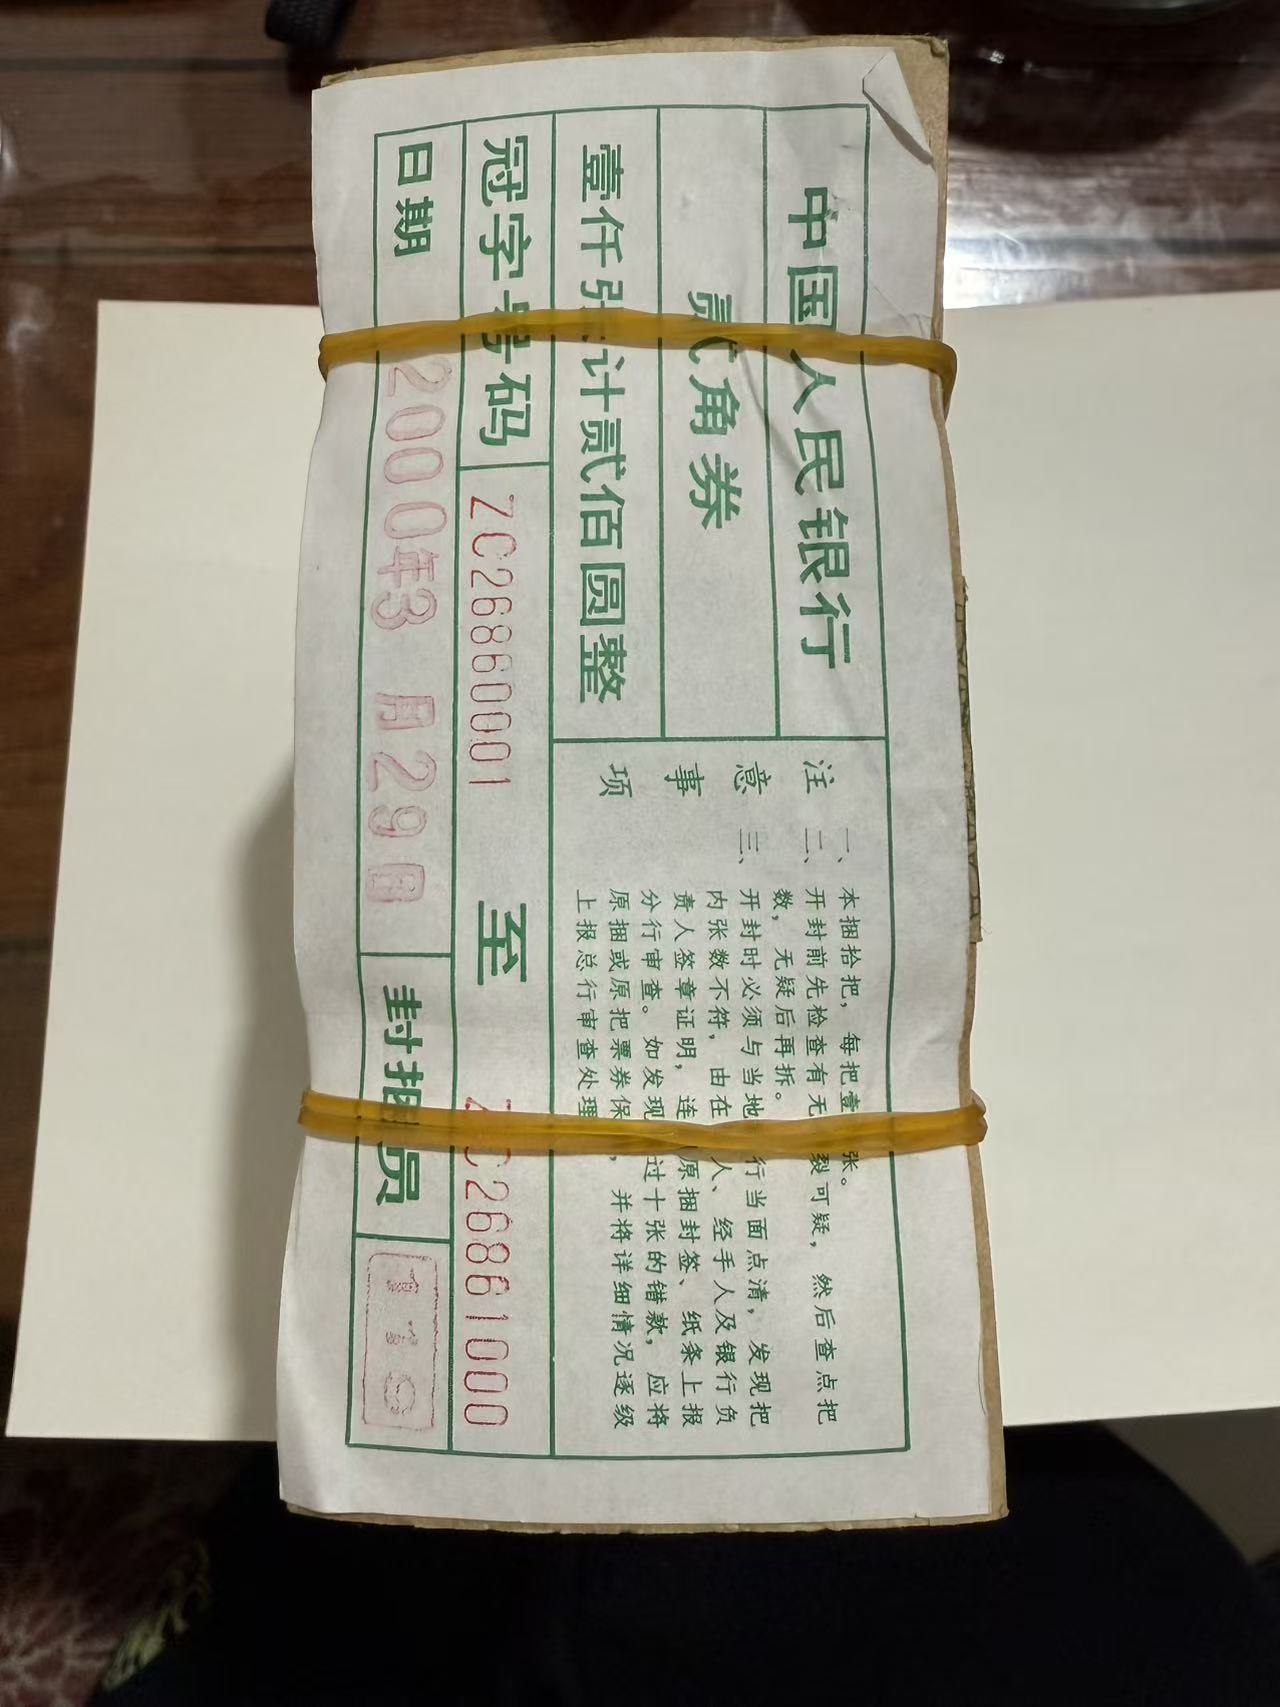 中国人民银行
贰角券
壹仟张计贰佰圆整
注意事项
一、本捆拾把，每把壹 张。
二、开封前先检查有无 裂可疑，然后查点把
数，无疑后再拆。
三、开封时必须与当地 行当面点清，发现把
内张数不符，由在 人、经手人及银行负
责人签章证明，连 原捆封签、纸条上报
分行审查。如发现 过十张的错款，应将
原捆或原把票券保 ，并将详细情况逐级
上报总行审查处理
冠字号码 ZC26860001 至 ZC26861000
日期 2000年3月29日 封捆员